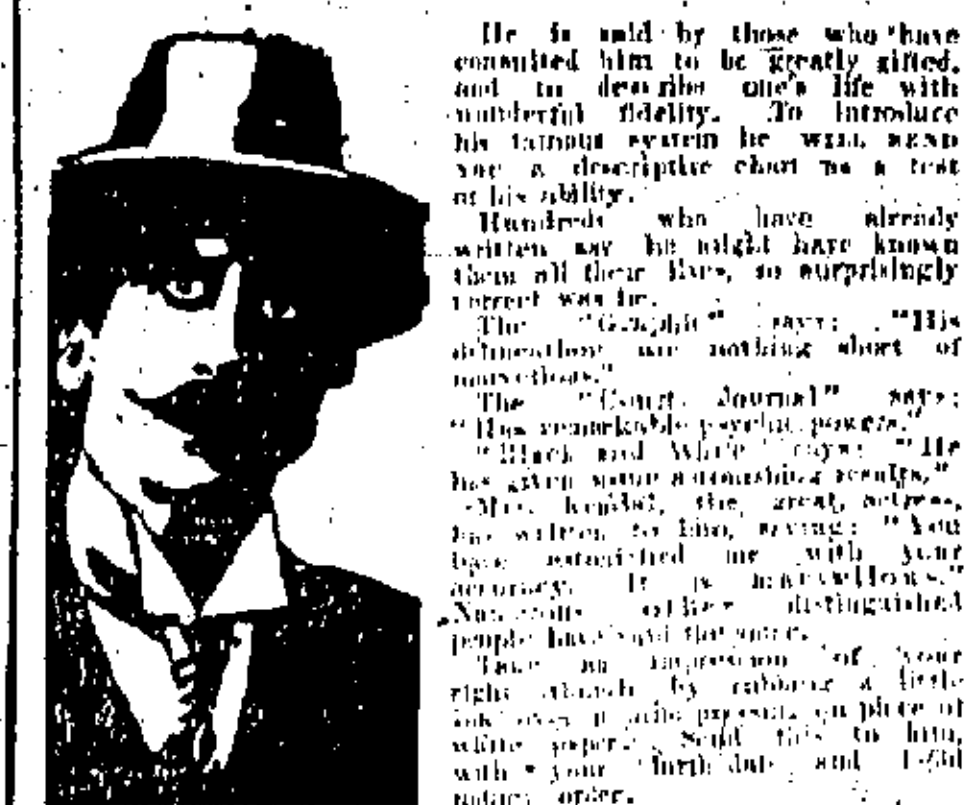 He is said by those who have
consulted him to be greatly gifted,
and to describe one's life with
wonderful fidelity. To introduce
his famous system he WILL SEND
YOU a descriptive chart as a test
of his ability.
Hundreds who have already
written say he might have known
them all their lives, so surprisingly
correct was he.
The "Graphic" says: "His
delineations are nothing short of
marvellous."
The "Court Journal" says:
"Has remarkable psychic powers."
"Black and White" says: "He
has given some astonishing results."
Mrs. Kendal, the great actress,
has written to him, saying: "You
have astonished me with your
accuracy. It is marvellous."
Numerous other distinguished
people have said the same.
Take an impression of your
right thumb by rubbing a little
ink over it and pressing on piece of
white paper. Send this to him,
with your birth date and
order.